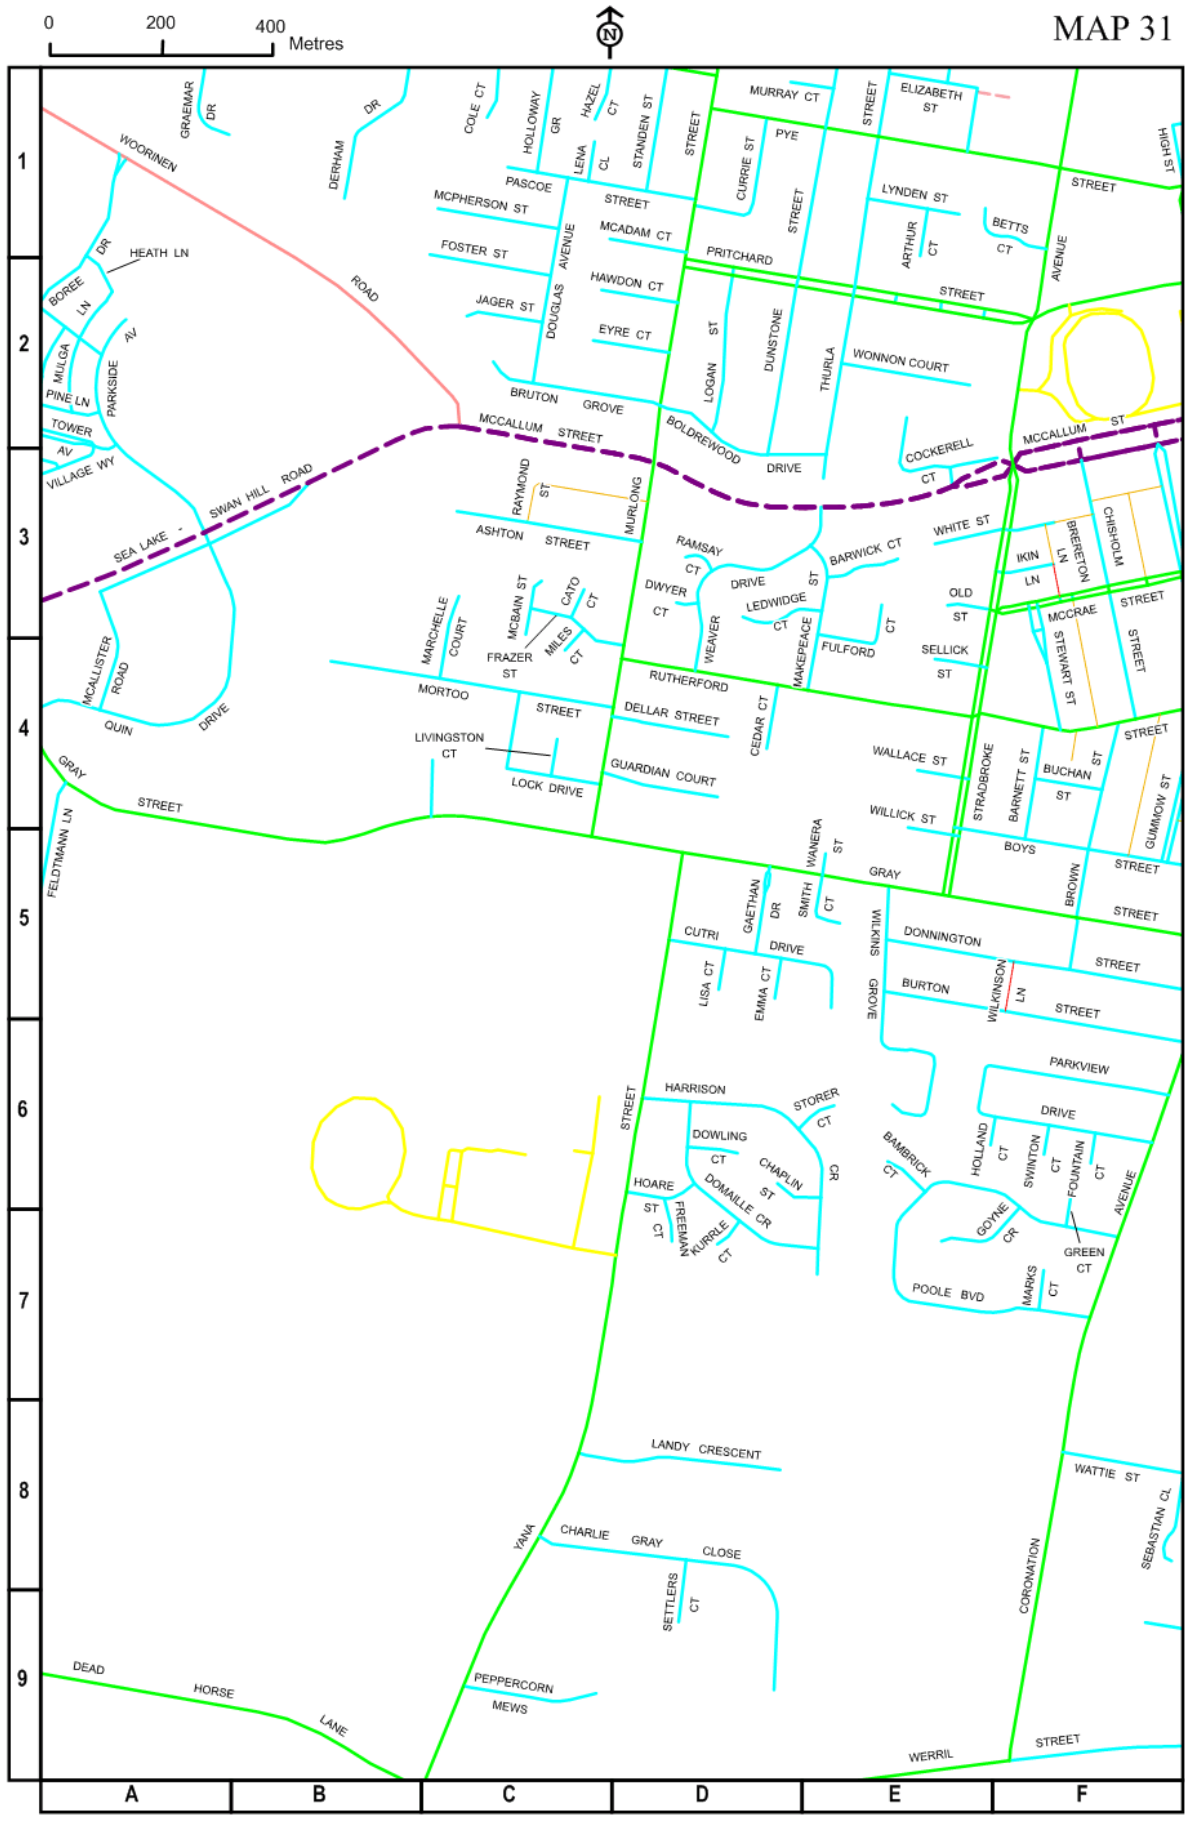 0 200 400 Metres
N
MAP 31
GRAEMAR DR
DERHAM DR
COLE CT
HOLLOWAY GR
HAZEL CT
LENA CL
STANDEN ST
STREET
MURRAY CT
STREET
ELIZABETH ST
HIGH ST
1
WOORINEN
PASCOE STREET
CURRIE ST
PYE STREET
MCPHERSON ST
MCADAM CT
STREET
LYNDEN ST
ARTHUR CT
BETTS CT
AVENUE
HEATH LN
BOREE DR
LN
ROAD
FOSTER ST
DOUGLAS AVENUE
HAWDON CT
PRITCHARD STREET
JAGER ST
EYRE CT
2
MULGA
PARKSIDE AV
LOGAN ST
DUNSTONE
THURLA
WONNON COURT
PINE LN
BRUTON GROVE
TOWER AV
VILLAGE WY
MCCALLUM STREET
BOLDREWOOD DRIVE
COCKERELL CT
MCCALLUM ST
SEA LAKE - SWAN HILL ROAD
RAYMOND ST
MURLONG
3
ASHTON STREET
RAMSAY CT
BARWICK CT
WHITE ST
IKIN LN
BRERETON LN
CHISHOLM
DWYER CT
DRIVE
LEDWIDGE CT
ST
OLD ST
MCCRAE STREET
MARCHELLE COURT
MCBAIN ST
CATO CT
MILES CT
FRAZER ST
WEAVER
MAKEPEACE
FULFORD CT
SELLICK ST
STEWART ST
STREET
MCALLISTER ROAD
MORTOO STREET
RUTHERFORD
4
QUIN DRIVE
LIVINGSTON CT
DELLAR STREET
CEDAR CT
WALLACE ST
STRADBROKE
BARNETT ST
BUCHAN ST
ST
STREET
GUMMOW ST
GRAY STREET
LOCK DRIVE
GUARDIAN COURT
WILLICK ST
BOYS STREET
FELDTMANN LN
WANERA ST
GRAY STREET
BROWN
5
GAETHAN DR
SMITH CT
WILKINS GROVE
CUTRI DRIVE
LISA CT
EMMA CT
DONNINGTON STREET
BURTON STREET
WILKINSON LN
6
STREET
HARRISON
STORER CT
CR
PARKVIEW DRIVE
DOWLING CT
CHAPLIN ST
BAMBRICK CT
HOLLAND CT
SWINTON CT
FOUNTAIN CT
AVENUE
HOARE ST
FREEMAN CT
DOMAILLE CR
KURRLE CT
GOYNE CR
GREEN CT
7
POOLE BVD
MARKS CT
LANDY CRESCENT
WATTIE ST
8
SEBASTIAN CL
YANA
CHARLIE GRAY CLOSE
SETTLERS CT
CORONATION
9
DEAD HORSE LANE
PEPPERCORN MEWS
WERRIL STREET
A B C D E F